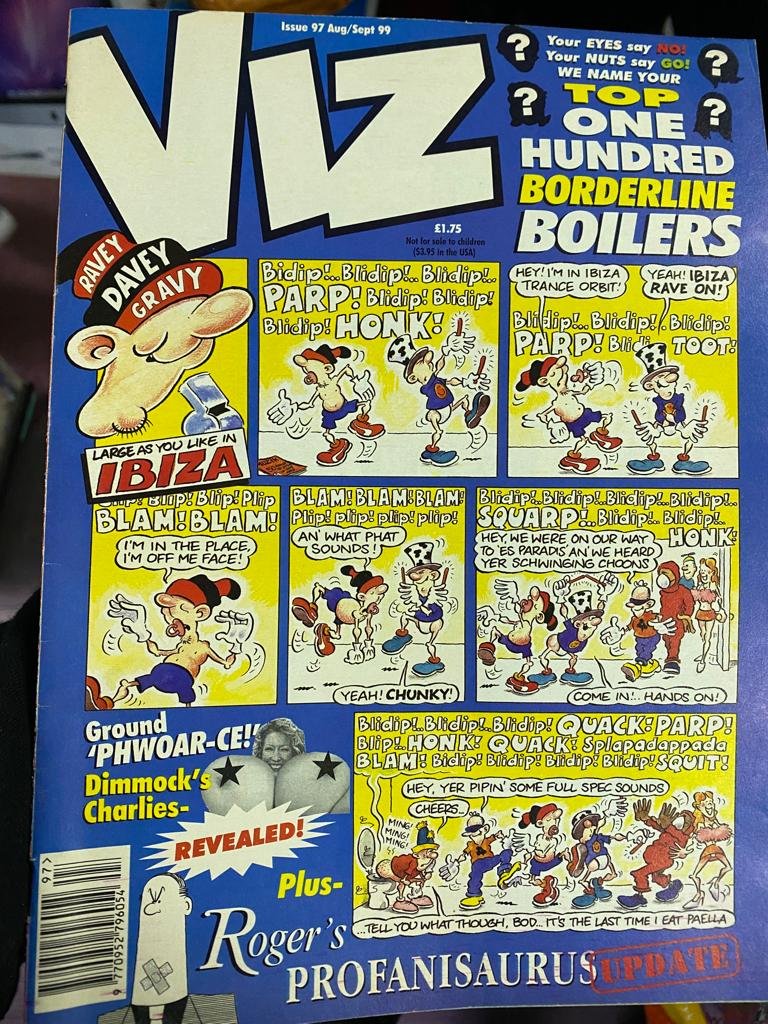 Issue 97 Aug/Sept 99
VIZ
£1.75
Not for sale to children
($3.95 in the USA)
? ? ? ?
Your EYES say NO!
Your NUTS say GO!
WE NAME YOUR
TOP
ONE
HUNDRED
BORDERLINE
BOILERS
RAVEY
DAVEY
GRAVY
LARGE AS YOU LIKE IN
IBIZA
Bidip!.. Blidip!.. Blidip!..
PARP! Blidip! Blidip!
Blidip! HONK!
HEY! I'M IN IBIZA
TRANCE ORBIT!
YEAH! IBIZA
RAVE ON!
Blidip!.. Blidip!. Blidip!
PARP! Blidi TOOT!
Blip! Blip! Plip
BLAM! BLAM!
I'M IN THE PLACE,
I'M OFF ME FACE!
BLAM! BLAM! BLAM!
Plip! plip! plip! plip!
AN' WHAT PHAT
SOUNDS!
YEAH! CHUNKY!
Blidip!.. Blidip!.. Blidip!.. Blidip!..
SQUARP!.. Blidip!.. Blidip!..
HONK!
HEY, WE WERE ON OUR WAY
TO 'ES PARADIS' AN' WE HEARD
YER SCHWINGING CHOONS
COME IN!.. HANDS ON!
Ground
'PHWOAR-CE!!'
Dimmock's
Charlies-
REVEALED!
Blidip!.. Blidip!.. Blidip! QUACK! PARP!
Blip!.. HONK! QUACK! Splapadappada
BLAM! Bidip! Blidip! Blidip! Blidip! SQUIT!
HEY, YER PIPIN' SOME FULL SPEC SOUNDS
CHEERS...
MING!
MING!
MING!
...TELL YOU WHAT THOUGH, BOD... IT'S THE LAST TIME I EAT PAELLA
Plus-
Roger's
PROFANISAURUS
UPDATE
97>
9 770952 796054